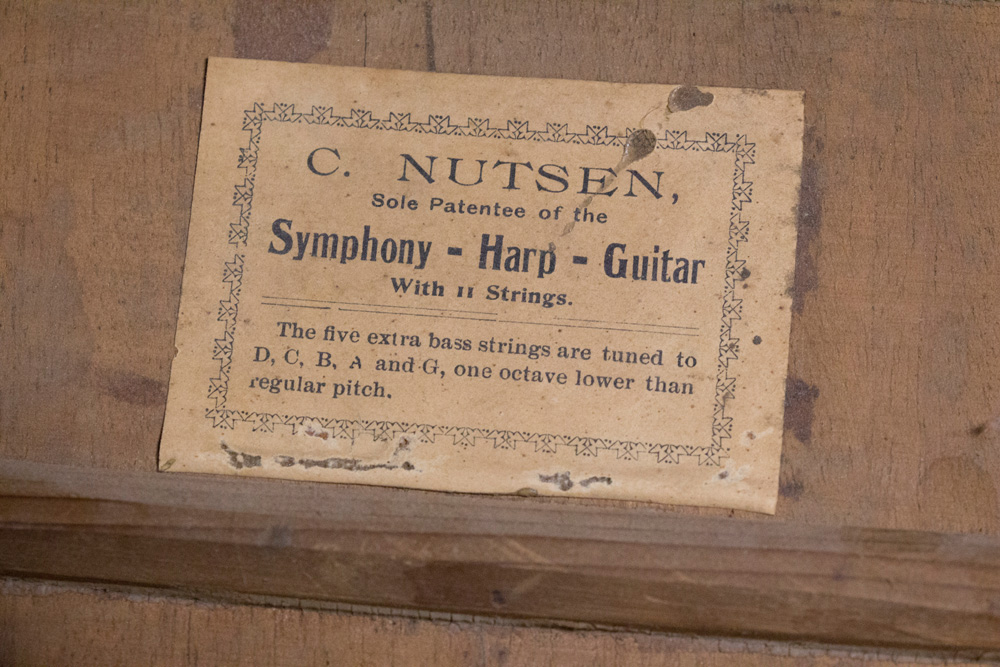 C. NUTSEN,
Sole Patentee of the
Symphony - Harp - Guitar
With 11 Strings.
The five extra bass strings are tuned to
D, C, B, A and G, one octave lower than
regular pitch.